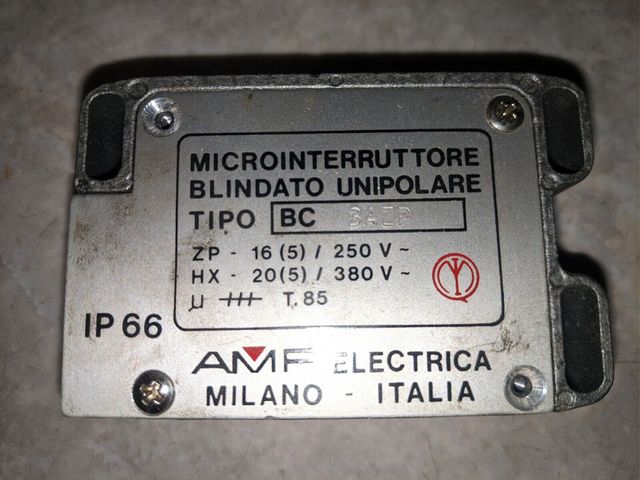 MICROINTERRUTTORE
BLINDATO UNIPOLARE
TIPO BC 3AZP
ZP - 16 (5) / 250 V ~
HX - 20 (5) / 380 V ~
µ T. 85
IP 66
AMF ELECTRICA
MILANO - ITALIA